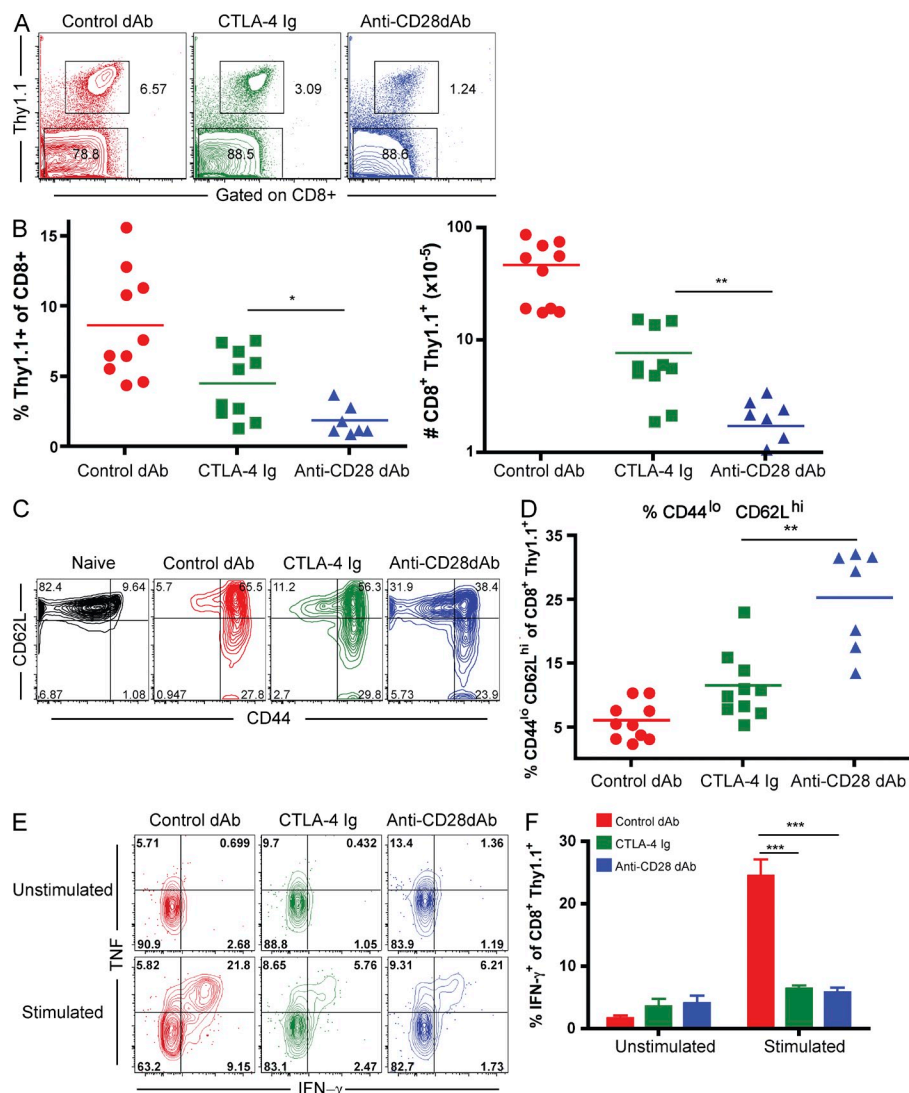 A
Control dAb CTLA-4 Ig Anti-CD28dAb
Thy1.1
6.57 3.09 1.24
78.8 88.5 88.6
Gated on CD8+
B
% Thy1.1+ of CD8+
15
10
5
0
*
Control dAb CTLA-4 Ig Anti-CD28 dAb
# CD8+ Thy1.1+ (x10-5)
100
10
1
**
Control dAb CTLA-4 Ig Anti-CD28 dAb
C
Naive Control dAb CTLA-4 Ig Anti-CD28dAb
CD62L
82.4 9.64 5.7 65.5 11.2 56.3 31.9 38.4
6.87 1.08 0.947 27.8 2.7 29.8 5.73 23.9
CD44
D
% CD44lo CD62Lhi
**
% CD44lo CD62Lhi of CD8+ Thy1.1+
35
25
15
5
Control dAb CTLA-4 Ig Anti-CD28 dAb
E
Control dAb CTLA-4 Ig Anti-CD28dAb
Unstimulated
TNF
5.71 0.699 9.7 0.432 13.4 1.36
90.9 2.68 88.8 1.05 83.9 1.19
Stimulated
5.82 21.8 8.65 5.76 9.31 6.21
63.2 9.15 83.1 2.47 82.7 1.73
IFN-γ
F
Control dAb
CTLA-4 Ig
Anti-CD28 dAb
***
***
% IFN-γ+ of CD8+ Thy1.1+
30
20
10
0
Unstimulated Stimulated